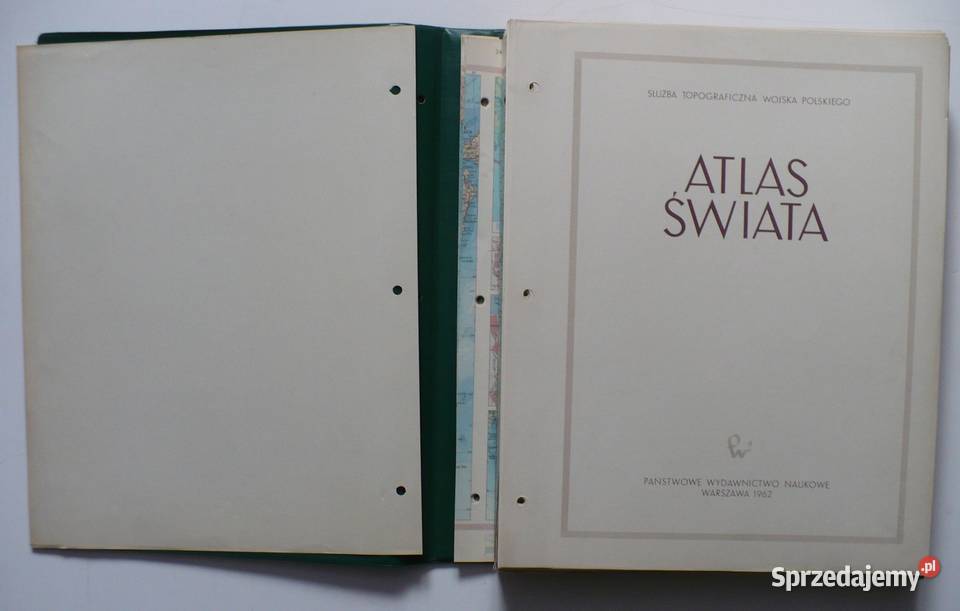 SŁUŻBA TOPOGRAFICZNA WOJSKA POLSKIEGO
ATLAS
ŚWIATA
PAŃSTWOWE WYDAWNICTWO NAUKOWE
WARSZAWA 1962
Sprzedajemy.pl